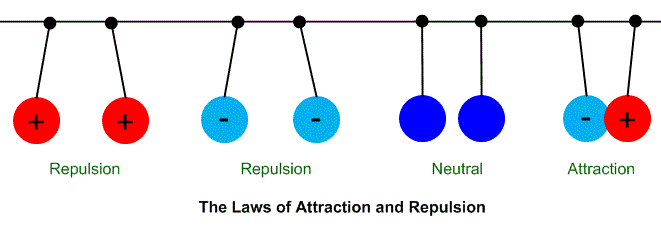 + + - - - +
Repulsion Repulsion Neutral Attraction
The Laws of Attraction and Repulsion